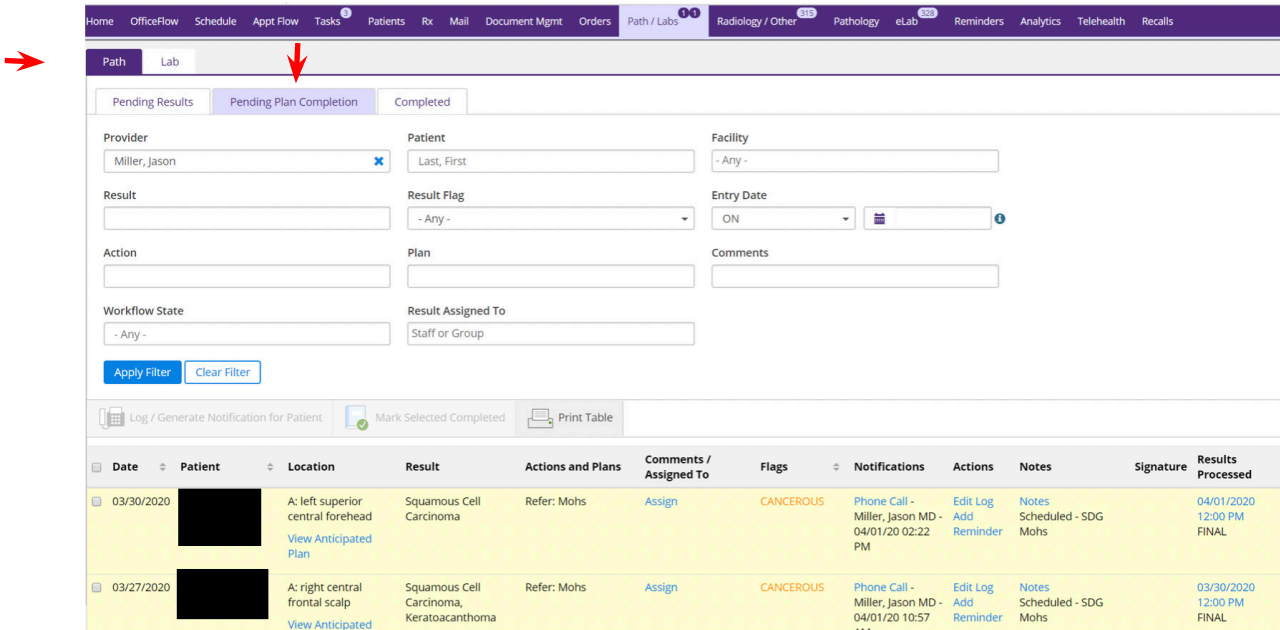 Home OfficeFlow Schedule Appt Flow Tasks 3 Patients Rx Mail Document Mgmt Orders Path / Labs 1 1 Radiology / Other 315 Pathology eLab 328 Reminders Analytics Telehealth Recalls
Path Lab
Pending Results Pending Plan Completion Completed
Provider Patient Facility
Miller, Jason Last, First - Any -
Result Result Flag Entry Date
- Any - ON
Action Plan Comments
Workflow State Result Assigned To
- Any - Staff or Group
Apply Filter Clear Filter
Log / Generate Notification for Patient Mark Selected Completed Print Table
Date Patient Location Result Actions and Plans Comments / Assigned To Flags Notifications Actions Notes Signature Results Processed
03/30/2020 A: left superior Squamous Cell Refer: Mohs Assign CANCEROUS Phone Call - Edit Log Notes 04/01/2020
central forehead Carcinoma Miller, Jason MD - Add Scheduled - SDG 12:00 PM
View Anticipated 04/01/20 02:22 Reminder Mohs FINAL
Plan PM
03/27/2020 A: right central Squamous Cell Refer: Mohs Assign CANCEROUS Phone Call - Edit Log Notes 03/30/2020
frontal scalp Carcinoma, Miller, Jason MD - Add Scheduled - SDG 12:00 PM
View Anticipated Keratoacanthoma 04/01/20 10:57 Reminder Mohs FINAL